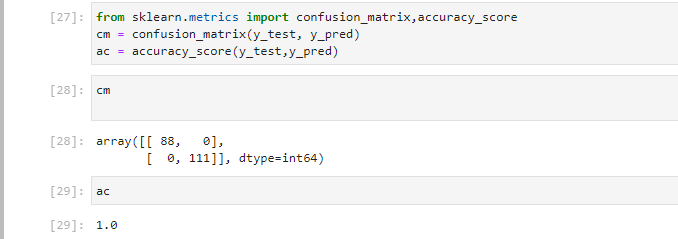 [27]: from sklearn.metrics import confusion_matrix,accuracy_score
cm = confusion_matrix(y_test, y_pred)
ac = accuracy_score(y_test,y_pred)
[28]: cm
[28]: array([[ 88,   0],
       [  0, 111]], dtype=int64)
[29]: ac
[29]: 1.0